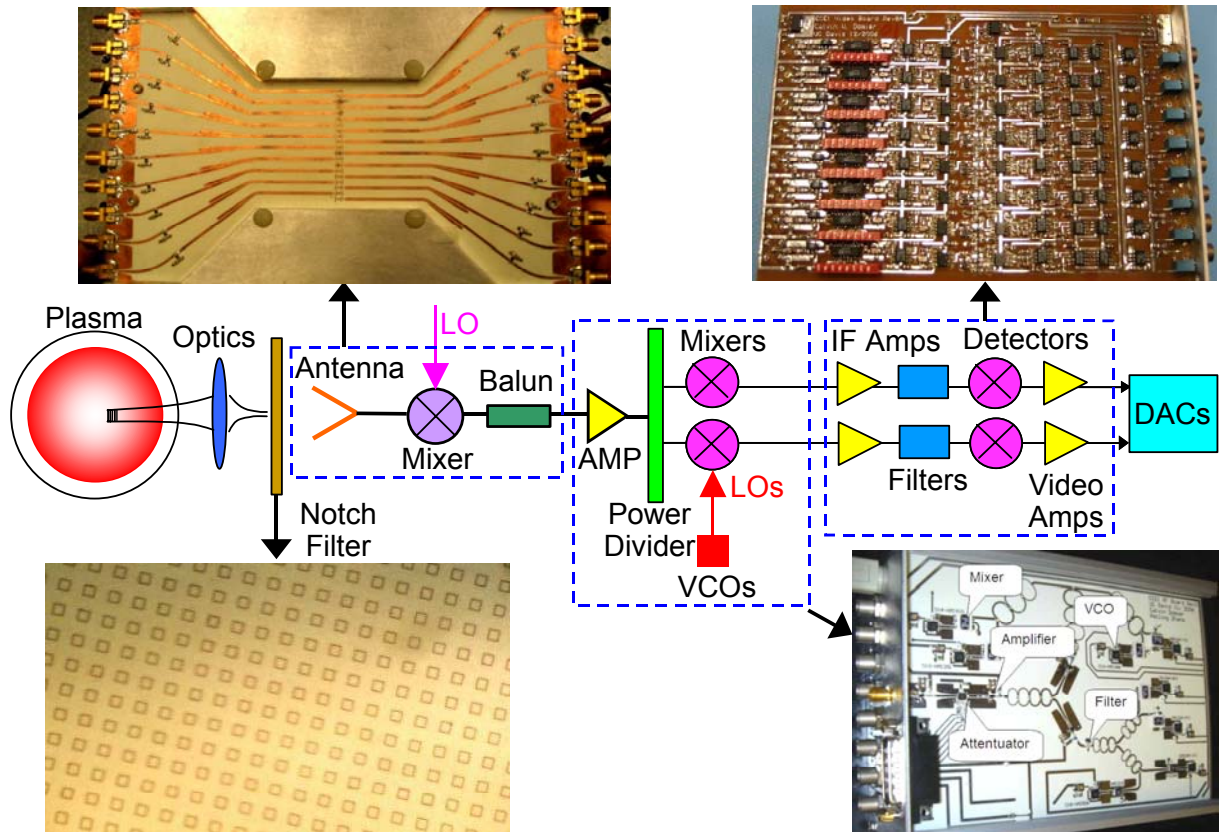 Plasma
Optics
Antenna
LO
Balun
Mixer
Notch
Filter
AMP
Power
Divider
Mixers
LOs
VCOs
IF Amps
Detectors
Filters
Video
Amps
DACs
Mixer
VCO
Amplifier
Filter
Attentuator